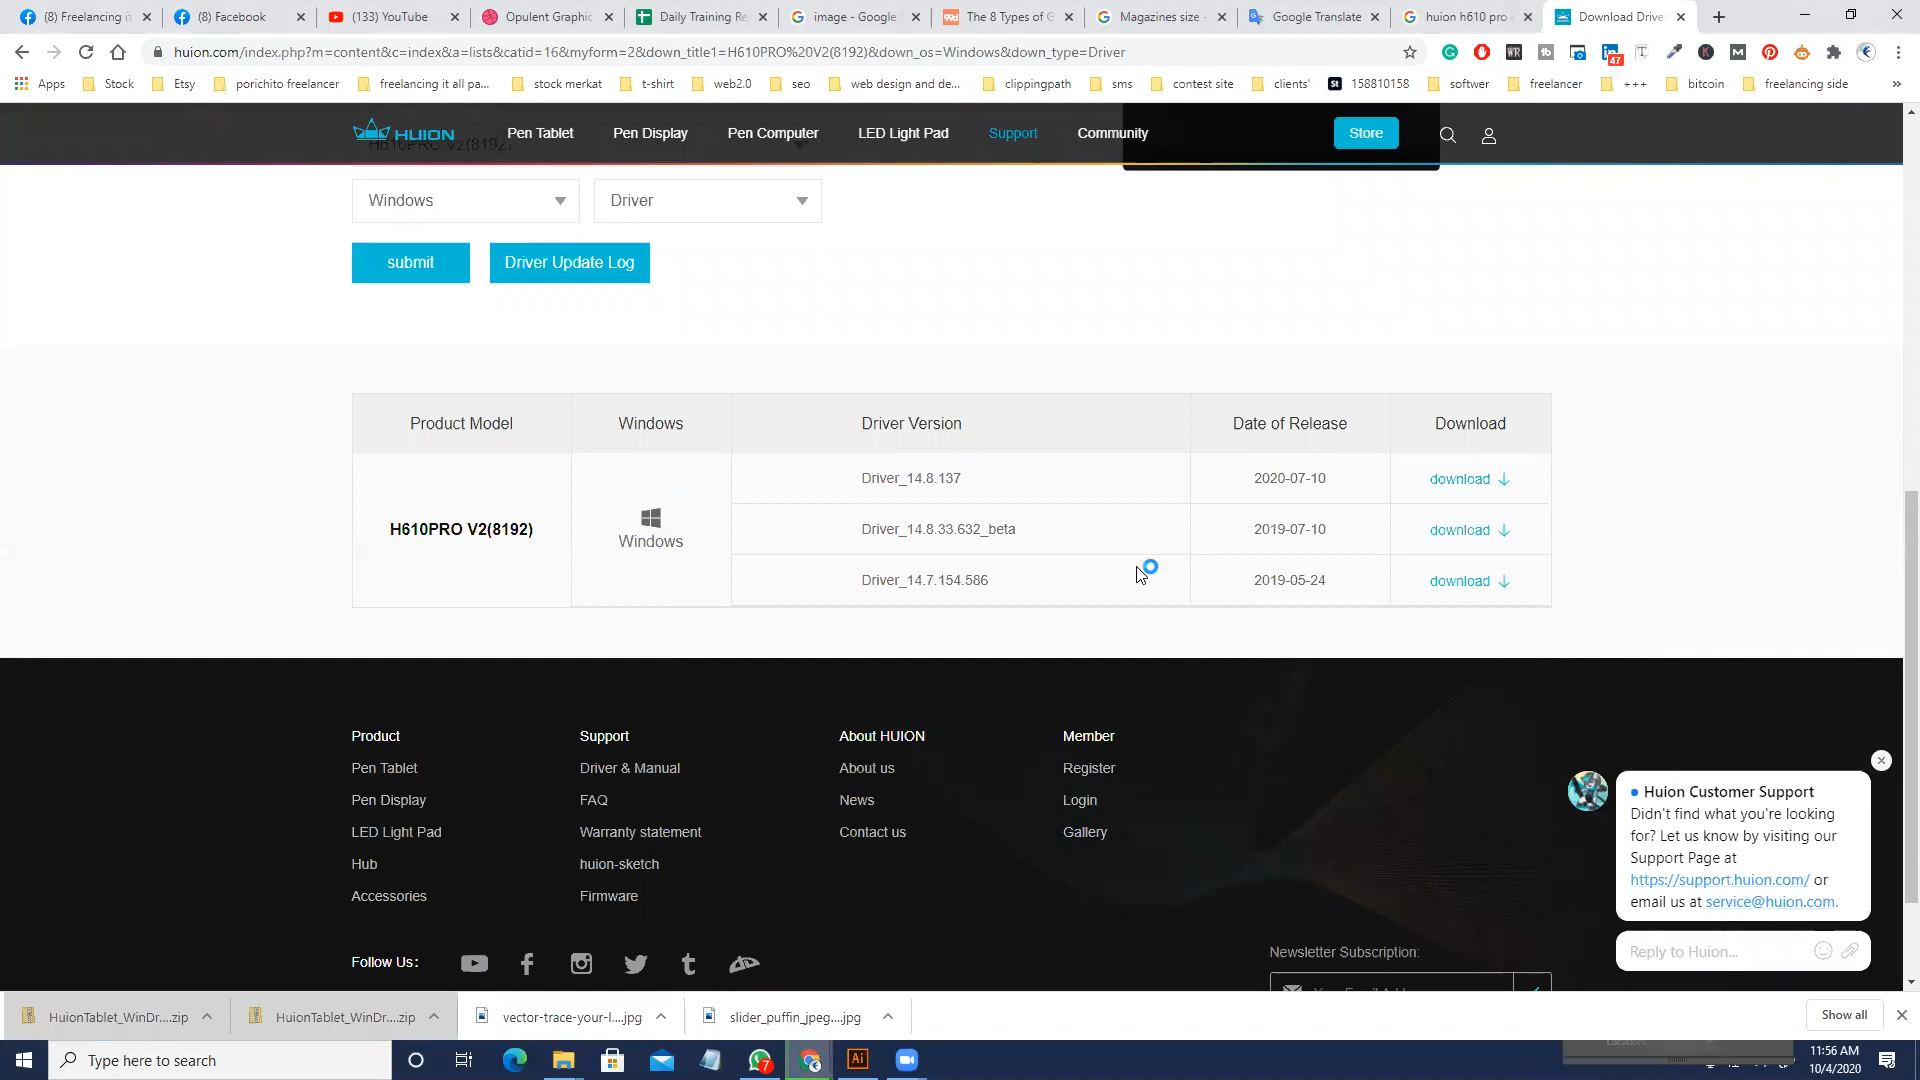 (8) Freelancing i
(8) Facebook
(133) YouTube
Opulent Graphic
Daily Training Re
image - Google
The 8 Types of G
Magazines size -
Google Translate
huion h610 pro
Download Drive
huion.com/index.php?m=content&c=index&a=lists&catid=16&myform=2&down_title1=H610PRO%20V2(8192)&down_os=Windows&down_type=Driver
47
Apps
Stock
Etsy
porichito freelancer
freelancing it all pa...
stock merkat
t-shirt
web2.0
seo
web design and de...
clippingpath
sms
contest site
clients'
158810158
softwer
freelancer
+++
bitcoin
freelancing side
»
HUION
Pen Tablet
Pen Display
Pen Computer
LED Light Pad
Support
Community
Store
H610PRO V2(8192)
Windows
Driver
submit
Driver Update Log
Product Model
Windows
Driver Version
Date of Release
Download
H610PRO V2(8192)
Windows
Driver_14.8.137
2020-07-10
download
Driver_14.8.33.632_beta
2019-07-10
download
Driver_14.7.154.586
2019-05-24
download
Product
Pen Tablet
Pen Display
LED Light Pad
Hub
Accessories
Support
Driver & Manual
FAQ
Warranty statement
huion-sketch
Firmware
About HUION
About us
News
Contact us
Member
Register
Login
Gallery
Follow Us:
Newsletter Subscription:
Huion Customer Support
Didn't find what you're looking
for? Let us know by visiting our
Support Page at
https://support.huion.com/ or
email us at service@huion.com.
Reply to Huion...
HuionTablet_WinDr....zip
HuionTablet_WinDr....zip
vector-trace-your-l....jpg
slider_puffin_jpeg....jpg
Show all
Type here to search
7
Ai
11:56 AM
10/4/2020